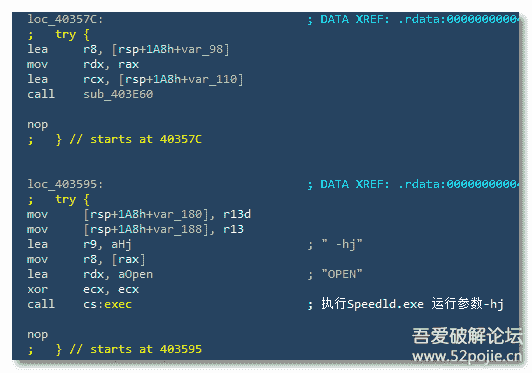 loc_40357C: ; DATA XREF: .rdata:0000000000
;   try {
lea r8, [rsp+1A8h+var_98]
mov rdx, rax
lea rcx, [rsp+1A8h+var_110]
call sub_403E60
nop
;   } // starts at 40357C
loc_403595: ; DATA XREF: .rdata:0000000000
;   try {
mov [rsp+1A8h+var_180], r13d
mov [rsp+1A8h+var_188], r13
lea r9, aHj ; " -hj"
mov r8, [rax]
lea rdx, aOpen ; "OPEN"
xor ecx, ecx
call cs:exec ; 执行Speedld.exe 运行参数-hj
nop
;   } // starts at 403595
吾爱破解论坛
www.52pojie.cn